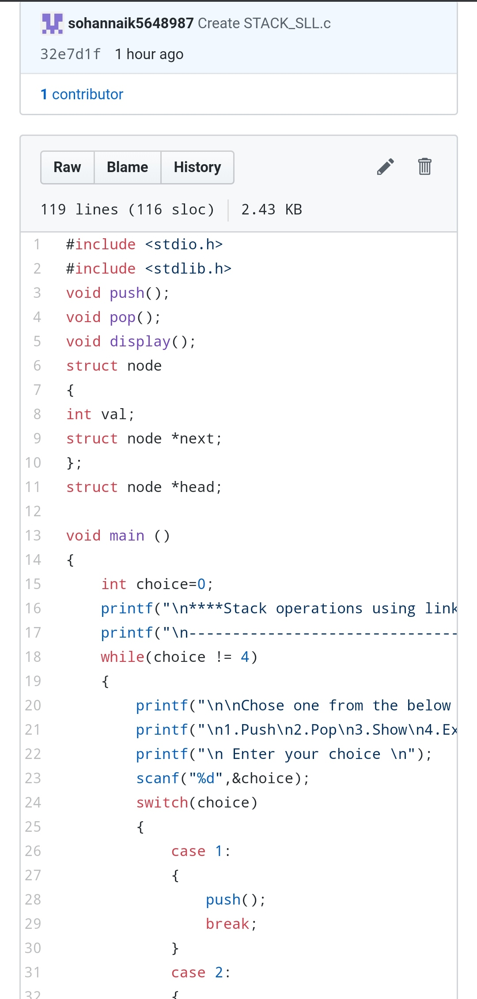 sohannaik5648987 Create STACK_SLL.c
32e7d1f 1 hour ago
1 contributor
Raw Blame History
119 lines (116 sloc) 2.43 KB
1 #include <stdio.h>
2 #include <stdlib.h>
3 void push();
4 void pop();
5 void display();
6 struct node
7 {
8 int val;
9 struct node *next;
10 };
11 struct node *head;
12
13 void main ()
14 {
15     int choice=0;
16     printf("\n****Stack operations using link
17     printf("\n-------------------------------
18     while(choice != 4)
19     {
20         printf("\n\nChose one from the below
21         printf("\n1.Push\n2.Pop\n3.Show\n4.Ex
22         printf("\n Enter your choice \n");
23         scanf("%d",&choice);
24         switch(choice)
25         {
26             case 1:
27             {
28                 push();
29                 break;
30             }
31             case 2:
32             {